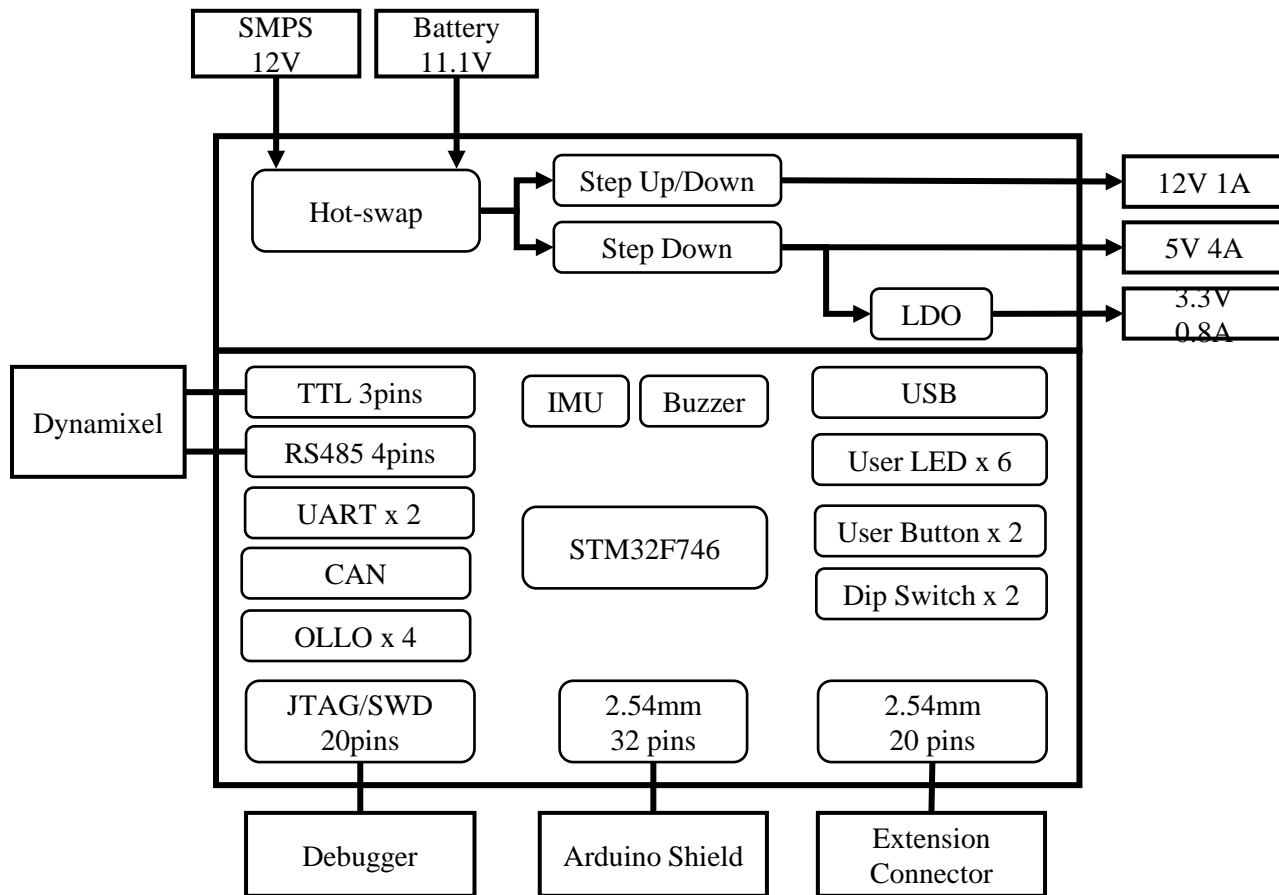 SMPS
12V
Battery
11.1V
Hot-swap
Step Up/Down
12V 1A
Step Down
5V 4A
LDO
3.3V
0.8A
Dynamixel
TTL 3pins
RS485 4pins
UART x 2
CAN
OLLO x 4
IMU
Buzzer
STM32F746
USB
User LED x 6
User Button x 2
Dip Switch x 2
JTAG/SWD
20pins
2.54mm
32 pins
2.54mm
20 pins
Debugger
Arduino Shield
Extension
Connector